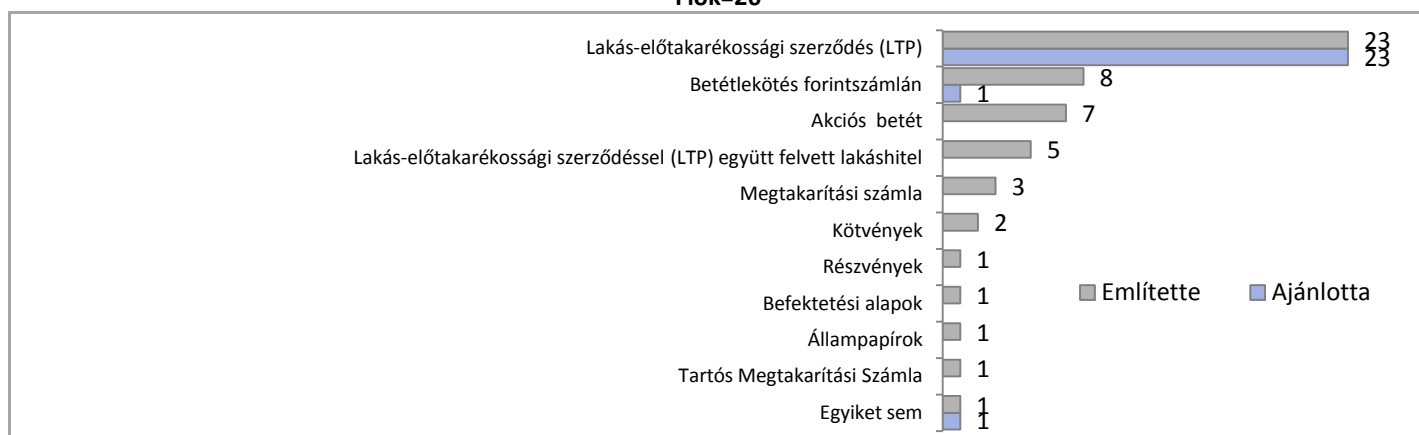 Lakás-előtakarékossági szerződés (LTP) 23
23
Betétlekötés forintszámlán 8
1
Akciós betét 7
Lakás-előtakarékossági szerződéssel (LTP) együtt felvett lakáshitel 5
Megtakarítási számla 3
Kötvények 2
Részvények 1
Említette Ajánlotta
Befektetési alapok 1
Állampapírok 1
Tartós Megtakarítási Számla 1
Egyiket sem 1
1